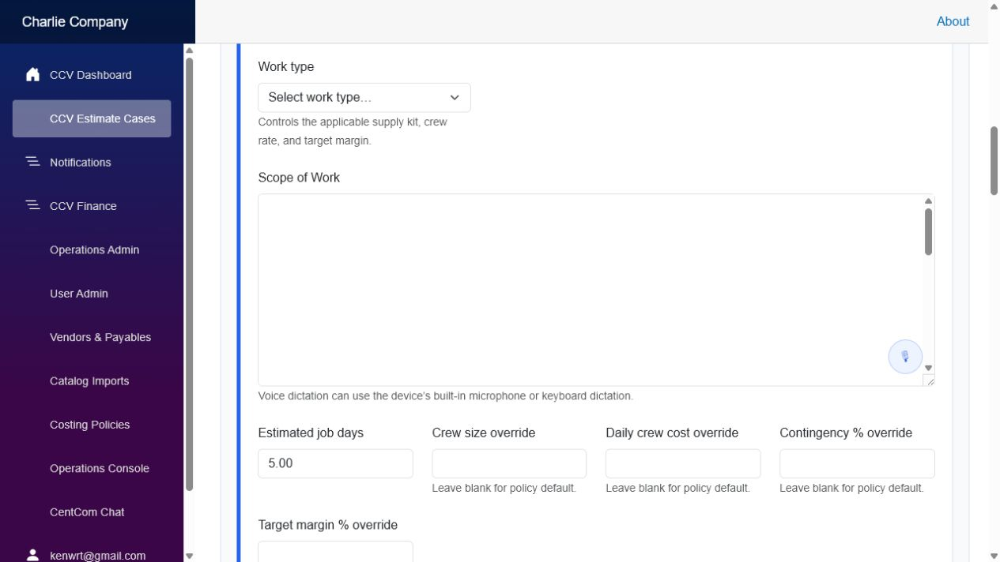 Charlie Company
About
CCV Dashboard
CCV Estimate Cases
Notifications
CCV Finance
Operations Admin
User Admin
Vendors & Payables
Catalog Imports
Costing Policies
Operations Console
CentCom Chat
kenwrt@gmail.com
Work type
Select work type…
Controls the applicable supply kit, crew
rate, and target margin.
Scope of Work
Voice dictation can use the device’s built-in microphone or keyboard dictation.
Estimated job days
5.00
Crew size override
Leave blank for policy default.
Daily crew cost override
Leave blank for policy default.
Contingency % override
Leave blank for policy default.
Target margin % override